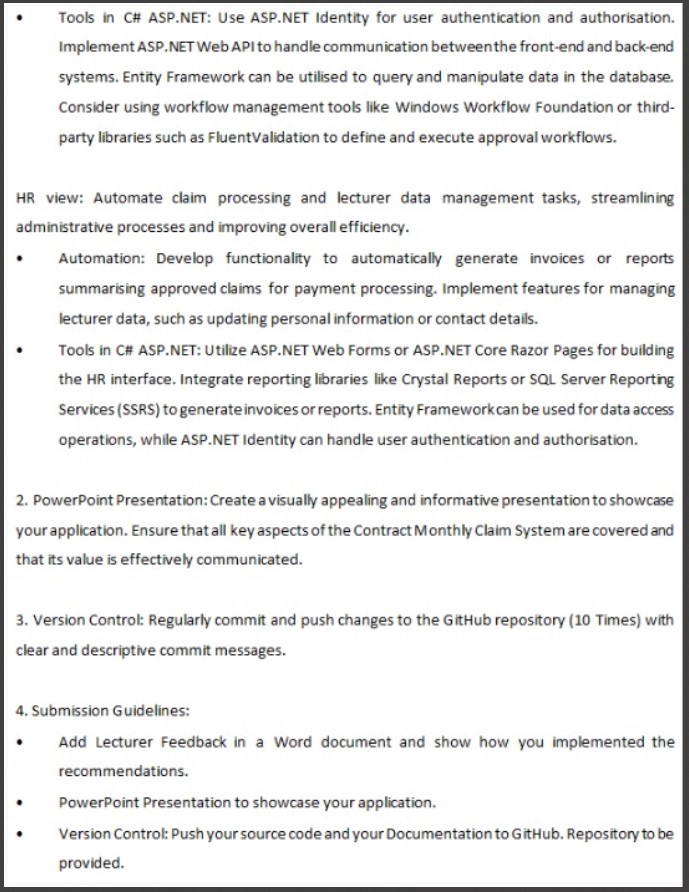 • Tools in C# ASP.NET: Use ASP.NET Identity for user authentication and authorisation.
Implement ASP.NET Web API to handle communication between the front-end and back-end
systems. Entity Framework can be utilised to query and manipulate data in the database.
Consider using workflow management tools like Windows Workflow Foundation or third-
party libraries such as FluentValidation to define and execute approval workflows.
HR view: Automate claim processing and lecturer data management tasks, streamlining
administrative processes and improving overall efficiency.
• Automation: Develop functionality to automatically generate invoices or reports
summarising approved claims for payment processing. Implement features for managing
lecturer data, such as updating personal information or contact details.
• Tools in C# ASP.NET: Utilize ASP.NET Web Forms or ASP.NET Core Razor Pages for building
the HR interface. Integrate reporting libraries like Crystal Reports or SQL Server Reporting
Services (SSRS) to generate invoices or reports. Entity Framework can be used for data access
operations, while ASP.NET Identity can handle user authentication and authorisation.
2. PowerPoint Presentation: Create a visually appealing and informative presentation to showcase
your application. Ensure that all key aspects of the Contract Monthly Claim System are covered and
that its value is effectively communicated.
3. Version Control: Regularly commit and push changes to the GitHub repository (10 Times) with
clear and descriptive commit messages.
4. Submission Guidelines:
• Add Lecturer Feedback in a Word document and show how you implemented the
recommendations.
• PowerPoint Presentation to showcase your application.
• Version Control: Push your source code and your Documentation to GitHub. Repository to be
provided.